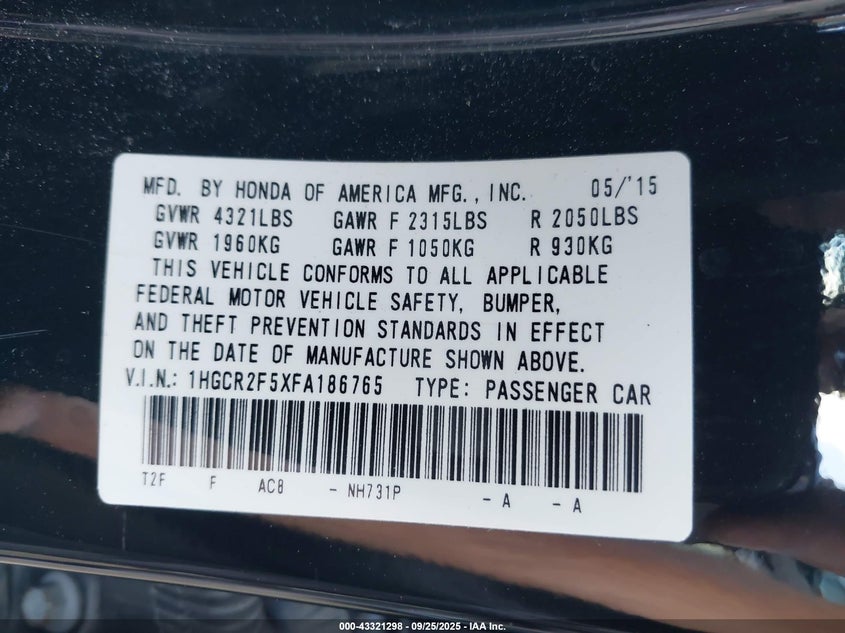 MFD. BY HONDA OF AMERICA MFG., INC. 05/'15
GVWR 4321LBS GAWR F 2315LBS R 2050LBS
GVWR 1960KG GAWR F 1050KG R 930KG
THIS VEHICLE CONFORMS TO ALL APPLICABLE
FEDERAL MOTOR VEHICLE SAFETY, BUMPER,
AND THEFT PREVENTION STANDARDS IN EFFECT
ON THE DATE OF MANUFACTURE SHOWN ABOVE.
V.I.N.: 1HGCR2F5XFA186765 TYPE: PASSENGER CAR
T2F F AC8 - NH731P - A - A
000-43321298 - 09/25/2025 - IAA Inc.